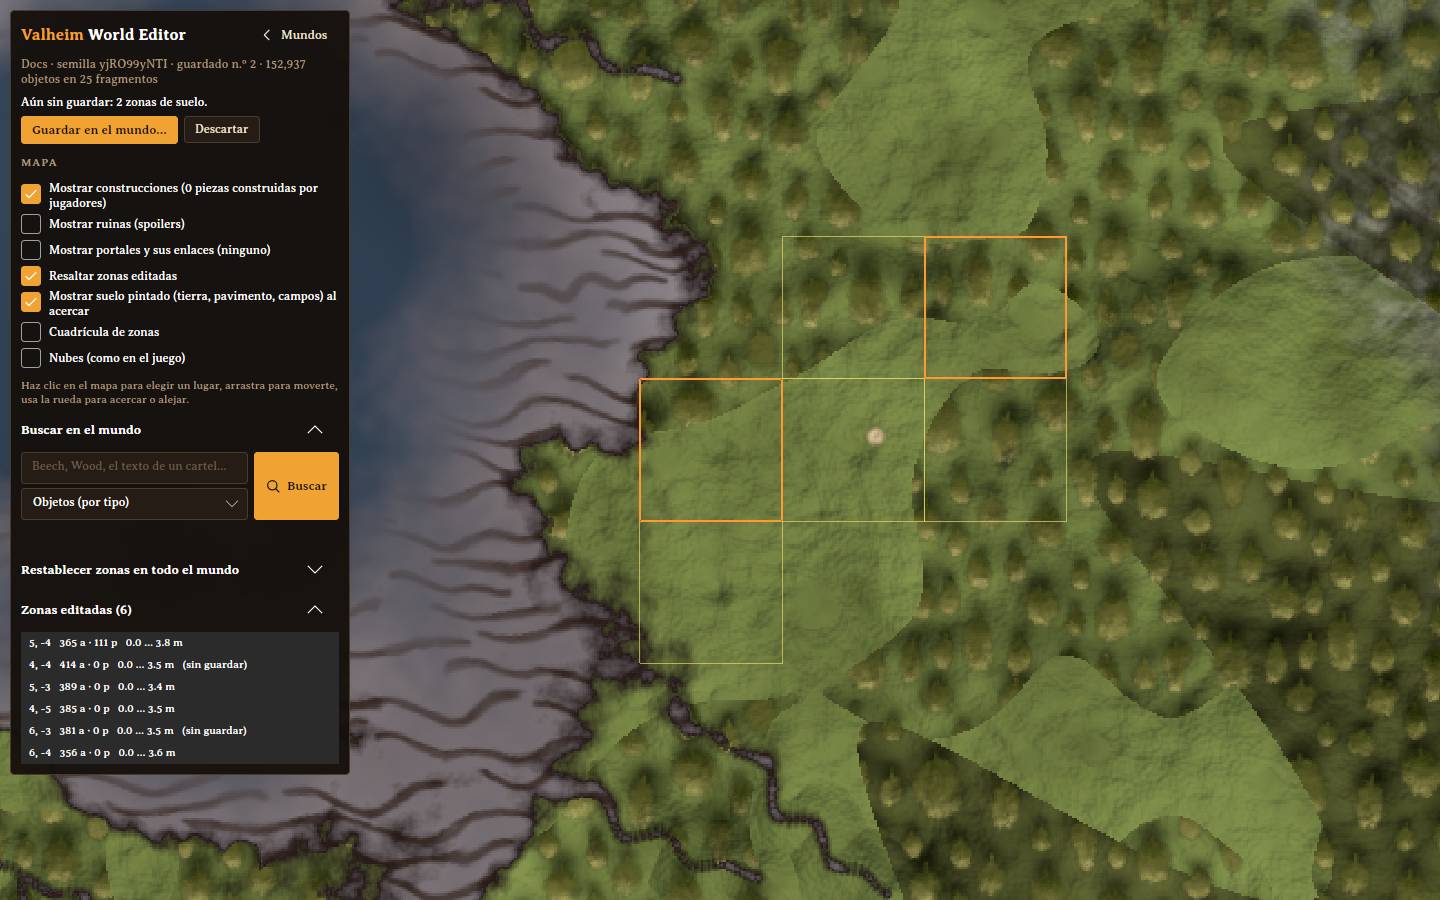 Valheim World Editor
Mundos
Docs · semilla yjRO99yNTI · guardado n.º 2 · 152,937
objetos en 25 fragmentos
Aún sin guardar: 2 zonas de suelo.
Guardar en el mundo...
Descartar
MAPA
Mostrar construcciones (0 piezas construidas por
jugadores)
Mostrar ruinas (spoilers)
Mostrar portales y sus enlaces (ninguno)
Resaltar zonas editadas
Mostrar suelo pintado (tierra, pavimento, campos) al
acercar
Cuadrícula de zonas
Nubes (como en el juego)
Haz clic en el mapa para elegir un lugar, arrastra para moverte,
usa la rueda para acercar o alejar.
Buscar en el mundo
Beech, Wood, el texto de un cartel...
Buscar
Objetos (por tipo)
Restablecer zonas en todo el mundo
Zonas editadas (6)
5, -4 365 a · 111 p 0.0 ... 3.8 m
4, -4 414 a · 0 p 0.0 ... 3.5 m (sin guardar)
5, -3 389 a · 0 p 0.0 ... 3.4 m
4, -5 385 a · 0 p 0.0 ... 3.5 m
6, -3 381 a · 0 p 0.0 ... 3.5 m (sin guardar)
6, -4 356 a · 0 p 0.0 ... 3.6 m